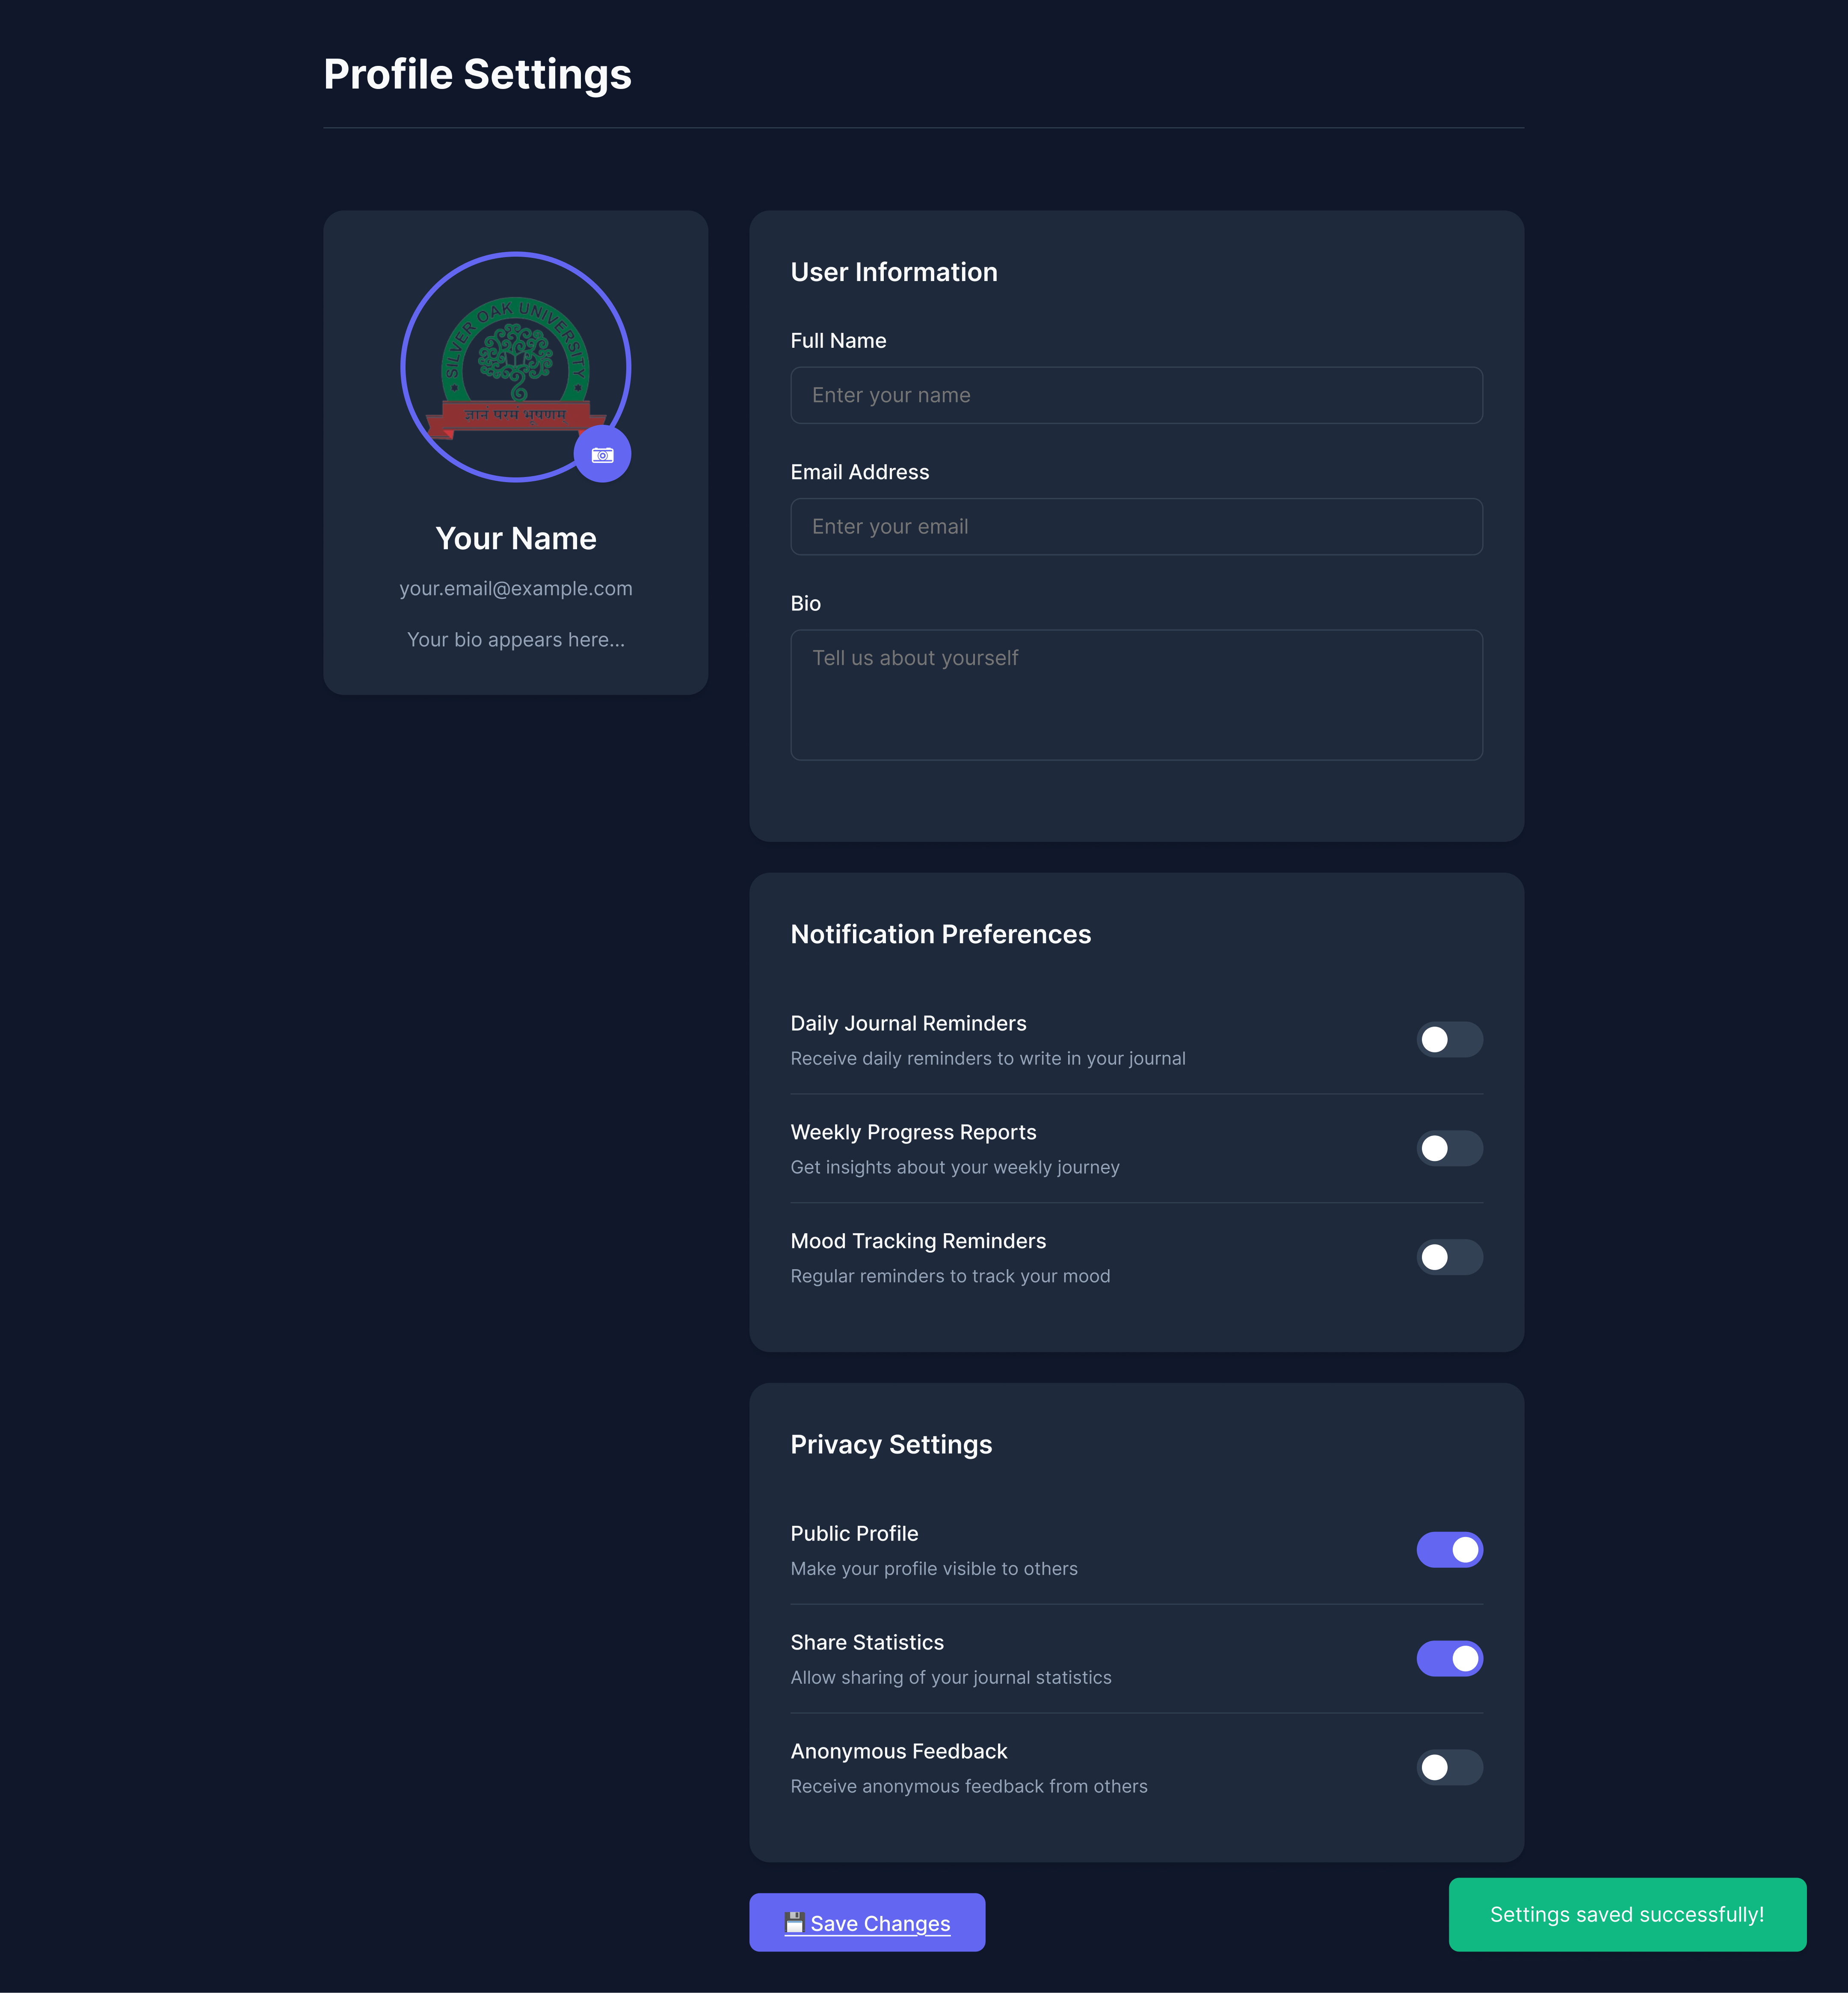 Profile Settings
SILVER OAK UNIVERSITY
ज्ञानं परमं भूषणम्
Your Name
your.email@example.com
Your bio appears here...
User Information
Full Name
Enter your name
Email Address
Enter your email
Bio
Tell us about yourself
Notification Preferences
Daily Journal Reminders
Receive daily reminders to write in your journal
Weekly Progress Reports
Get insights about your weekly journey
Mood Tracking Reminders
Regular reminders to track your mood
Privacy Settings
Public Profile
Make your profile visible to others
Share Statistics
Allow sharing of your journal statistics
Anonymous Feedback
Receive anonymous feedback from others
💾 Save Changes
Settings saved successfully!